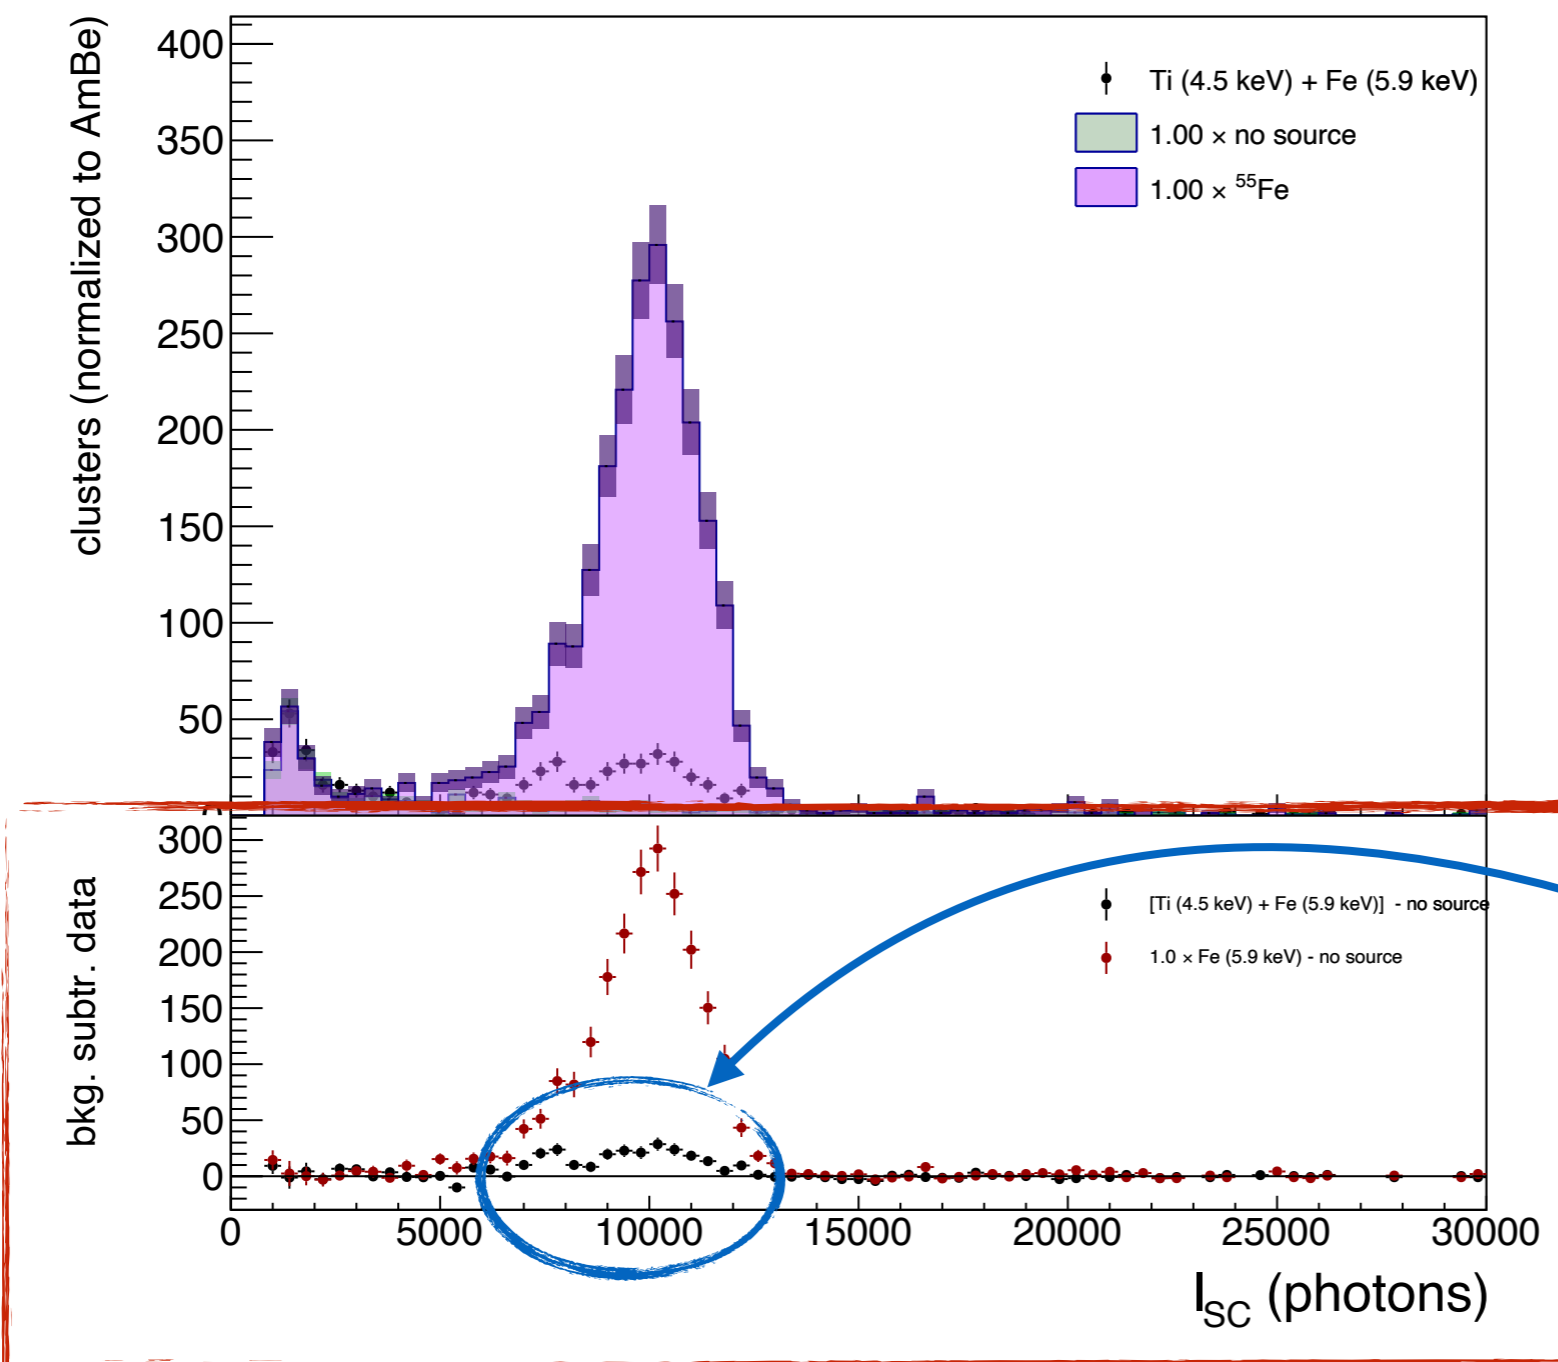 clusters (normalized to AmBe)
400
350
300
250
200
150
100
50
0
Ti (4.5 keV) + Fe (5.9 keV)
1.00 × no source
1.00 × ⁵⁵Fe
bkg. subtr. data
300
250
200
150
100
50
0
[Ti (4.5 keV) + Fe (5.9 keV)] - no source
1.0 × Fe (5.9 keV) - no source
0 5000 10000 15000 20000 25000 30000
I_SC (photons)